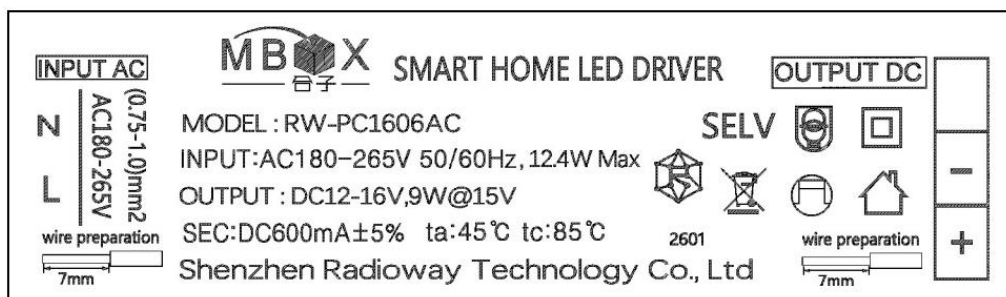 INPUT AC
N
L
AC180-265V
(0.75-1.0)mm2
wire preparation
7mm
MBOX
合子
SMART HOME LED DRIVER
MODEL : RW-PC1606AC
INPUT:AC180-265V 50/60Hz, 12.4W Max
OUTPUT : DC12-16V,9W@15V
SEC:DC600mA±5% ta:45℃ tc:85℃
Shenzhen Radioway Technology Co., Ltd
SELV
2601
OUTPUT DC
wire preparation
7mm
-
+